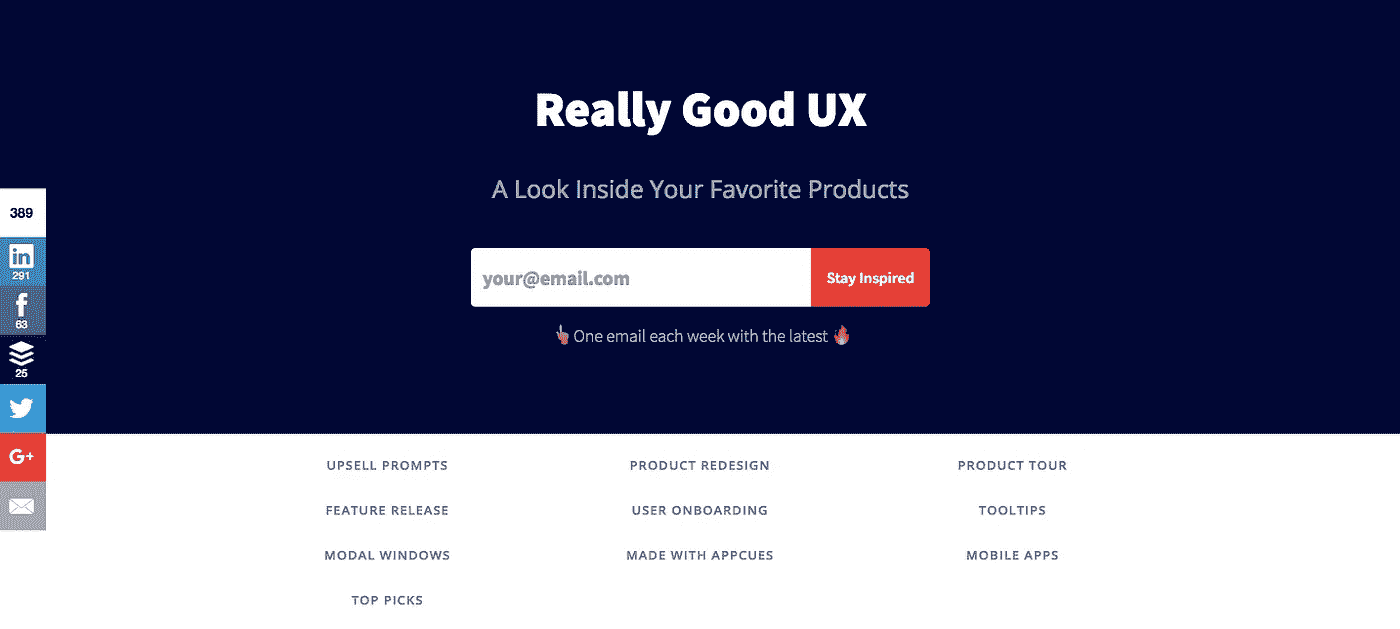 Really Good UX
A Look Inside Your Favorite Products
your@email.com
Stay Inspired
One email each week with the latest
389
in
291
f
63
25
G+
UPSELL PROMPTS
PRODUCT REDESIGN
PRODUCT TOUR
FEATURE RELEASE
USER ONBOARDING
TOOLTIPS
MODAL WINDOWS
MADE WITH APPCUES
MOBILE APPS
TOP PICKS